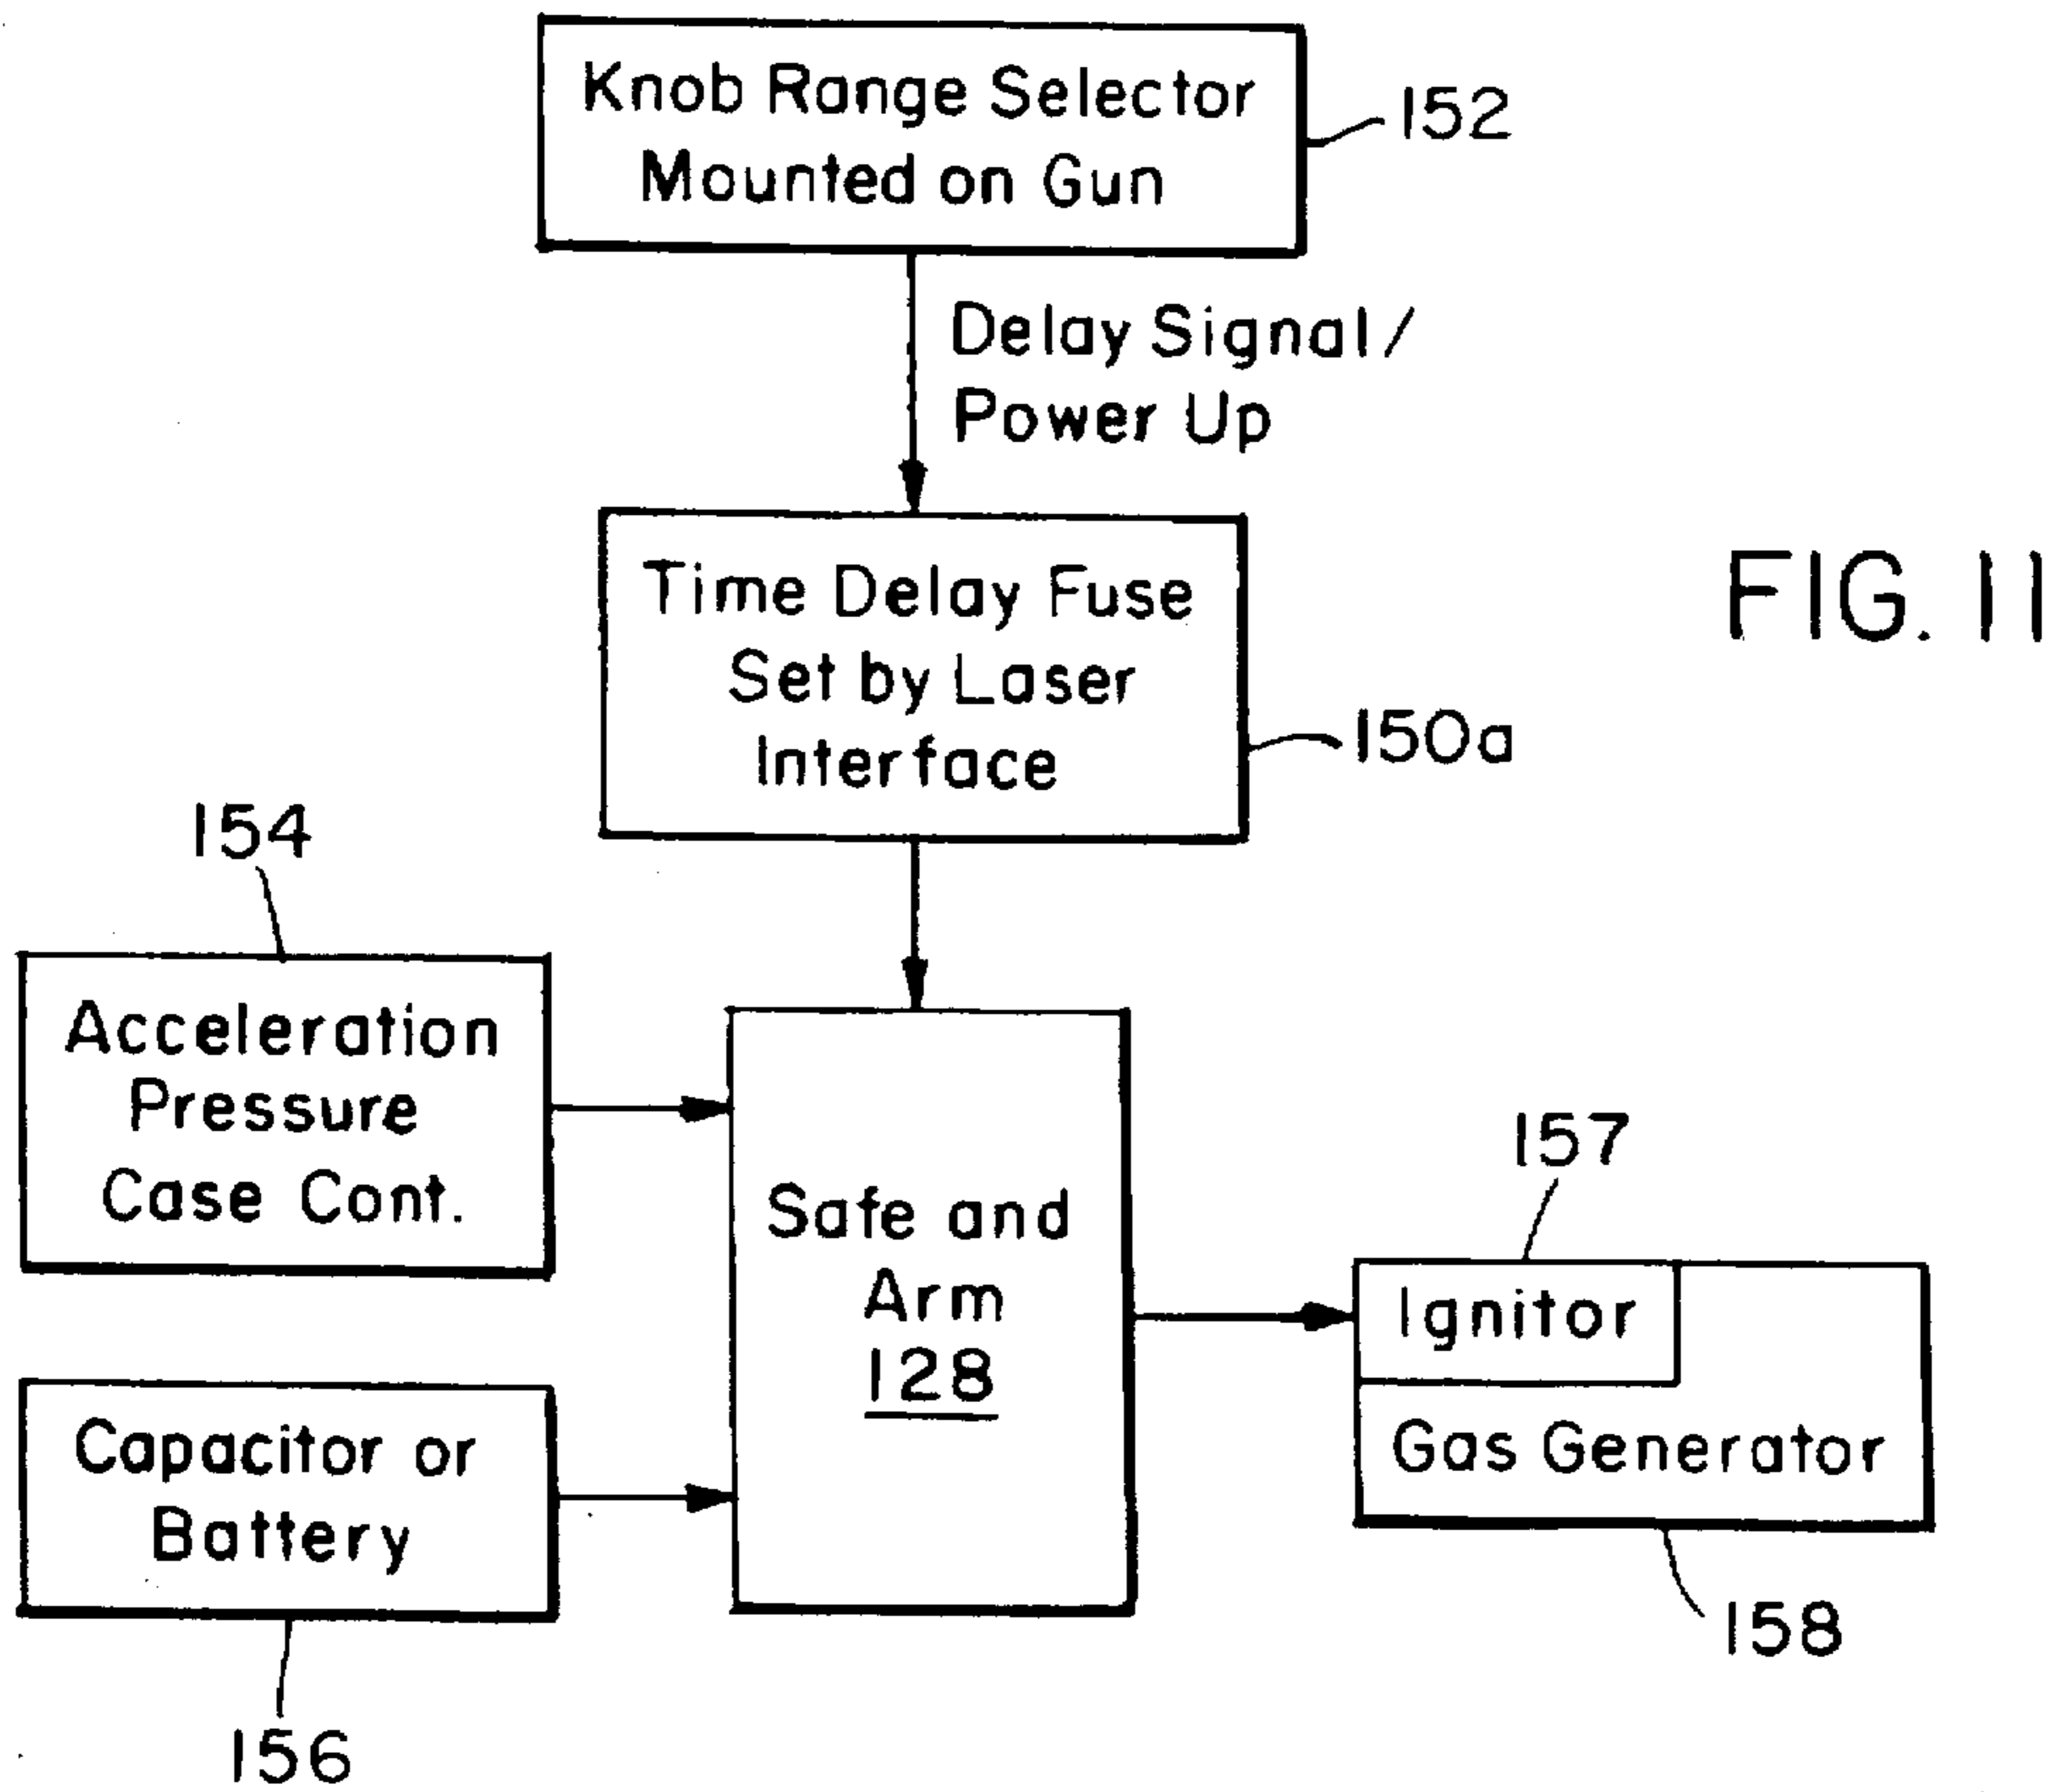 Knob Range Selector
Mounted on Gun
152
Delay Signal/
Power Up
Time Delay Fuse
Set by Laser
Interface
150a
FIG. 11
154
Acceleration
Pressure
Case Cont.
Safe and
Arm
128
157
Ignitor
Gas Generator
158
Capacitor or
Battery
156